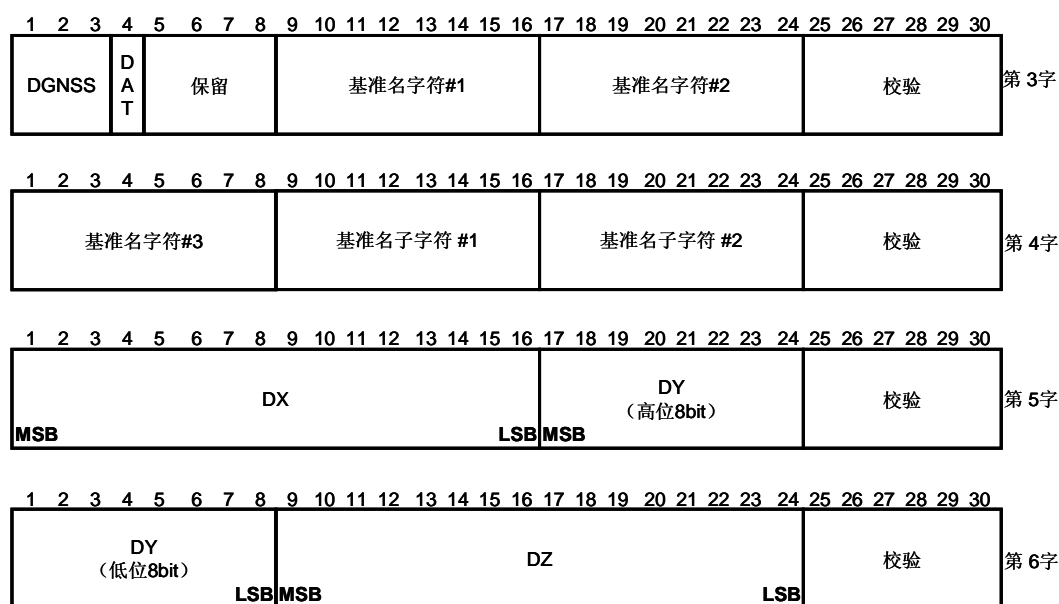 1 2 3 4 5 6 7 8 9 10 11 12 13 14 15 16 17 18 19 20 21 22 23 24 25 26 27 28 29 30
DGNSS
D
A
T
保留
基准名字符#1
基准名字符#2
校验
第 3字
1 2 3 4 5 6 7 8 9 10 11 12 13 14 15 16 17 18 19 20 21 22 23 24 25 26 27 28 29 30
基准名字符#3
基准名子字符 #1
基准名子字符 #2
校验
第 4字
1 2 3 4 5 6 7 8 9 10 11 12 13 14 15 16 17 18 19 20 21 22 23 24 25 26 27 28 29 30
DX
MSB
LSB
DY
（高位8bit）
MSB
校验
第 5字
1 2 3 4 5 6 7 8 9 10 11 12 13 14 15 16 17 18 19 20 21 22 23 24 25 26 27 28 29 30
DY
（低位8bit）
LSB
MSB
DZ
LSB
校验
第 6字